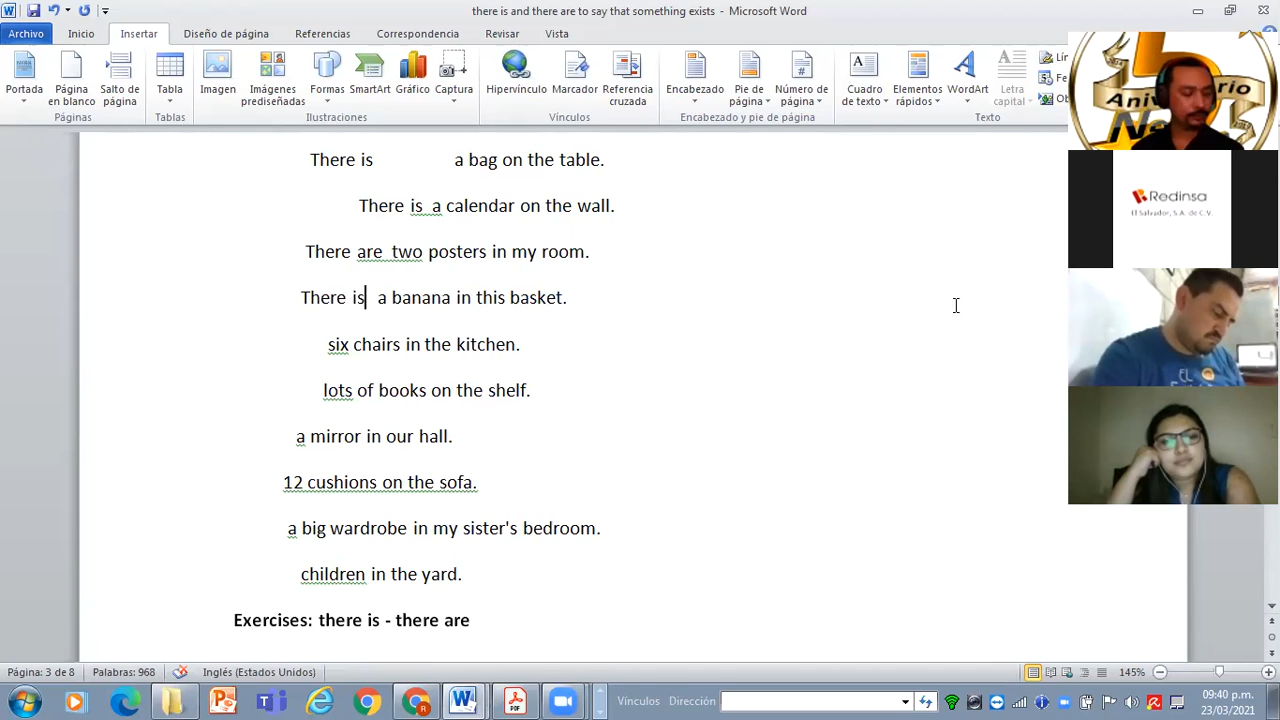 there is and there are to say that something exists - Microsoft Word
Archivo Inicio Insertar Diseño de página Referencias Correspondencia Revisar Vista
Portada Página en blanco Salto de página Tabla Imagen Imágenes prediseñadas Formas SmartArt Gráfico Captura Hipervínculo Marcador Referencia cruzada Encabezado Pie de página Número de página Cuadro de texto Elementos rápidos WordArt Letra capital
Páginas Tablas Ilustraciones Vínculos Encabezado y pie de página Texto
There is a bag on the table.
There is a calendar on the wall.
There are two posters in my room.
There is a banana in this basket.
six chairs in the kitchen.
lots of books on the shelf.
a mirror in our hall.
12 cushions on the sofa.
a big wardrobe in my sister's bedroom.
children in the yard.
Exercises: there is - there are
Redinsa
El Salvador, S.A. de C.V.
Página: 3 de 8 Palabras: 968 Inglés (Estados Unidos) 145%
Vínculos Dirección
09:40 p.m.
23/03/2021